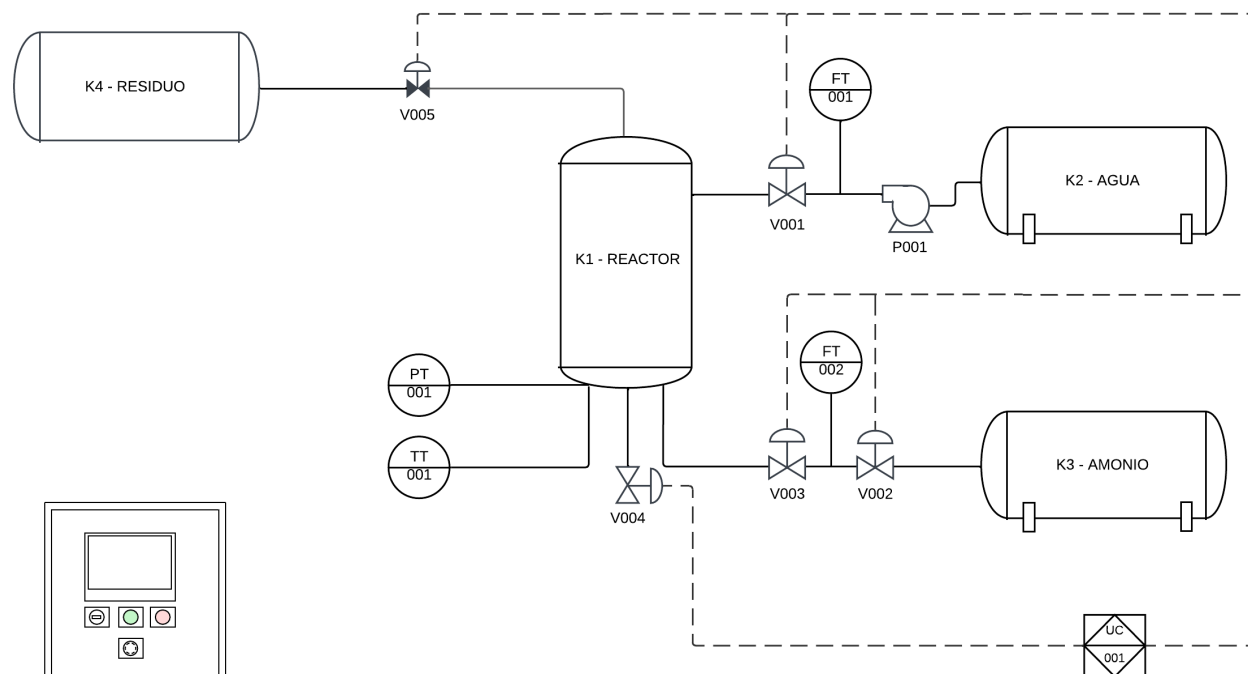 K4 - RESIDUO
V005
FT
001
K2 - AGUA
V001
P001
K1 - REACTOR
FT
002
PT
001
TT
001
K3 - AMONIO
V003
V002
V004
UC
001